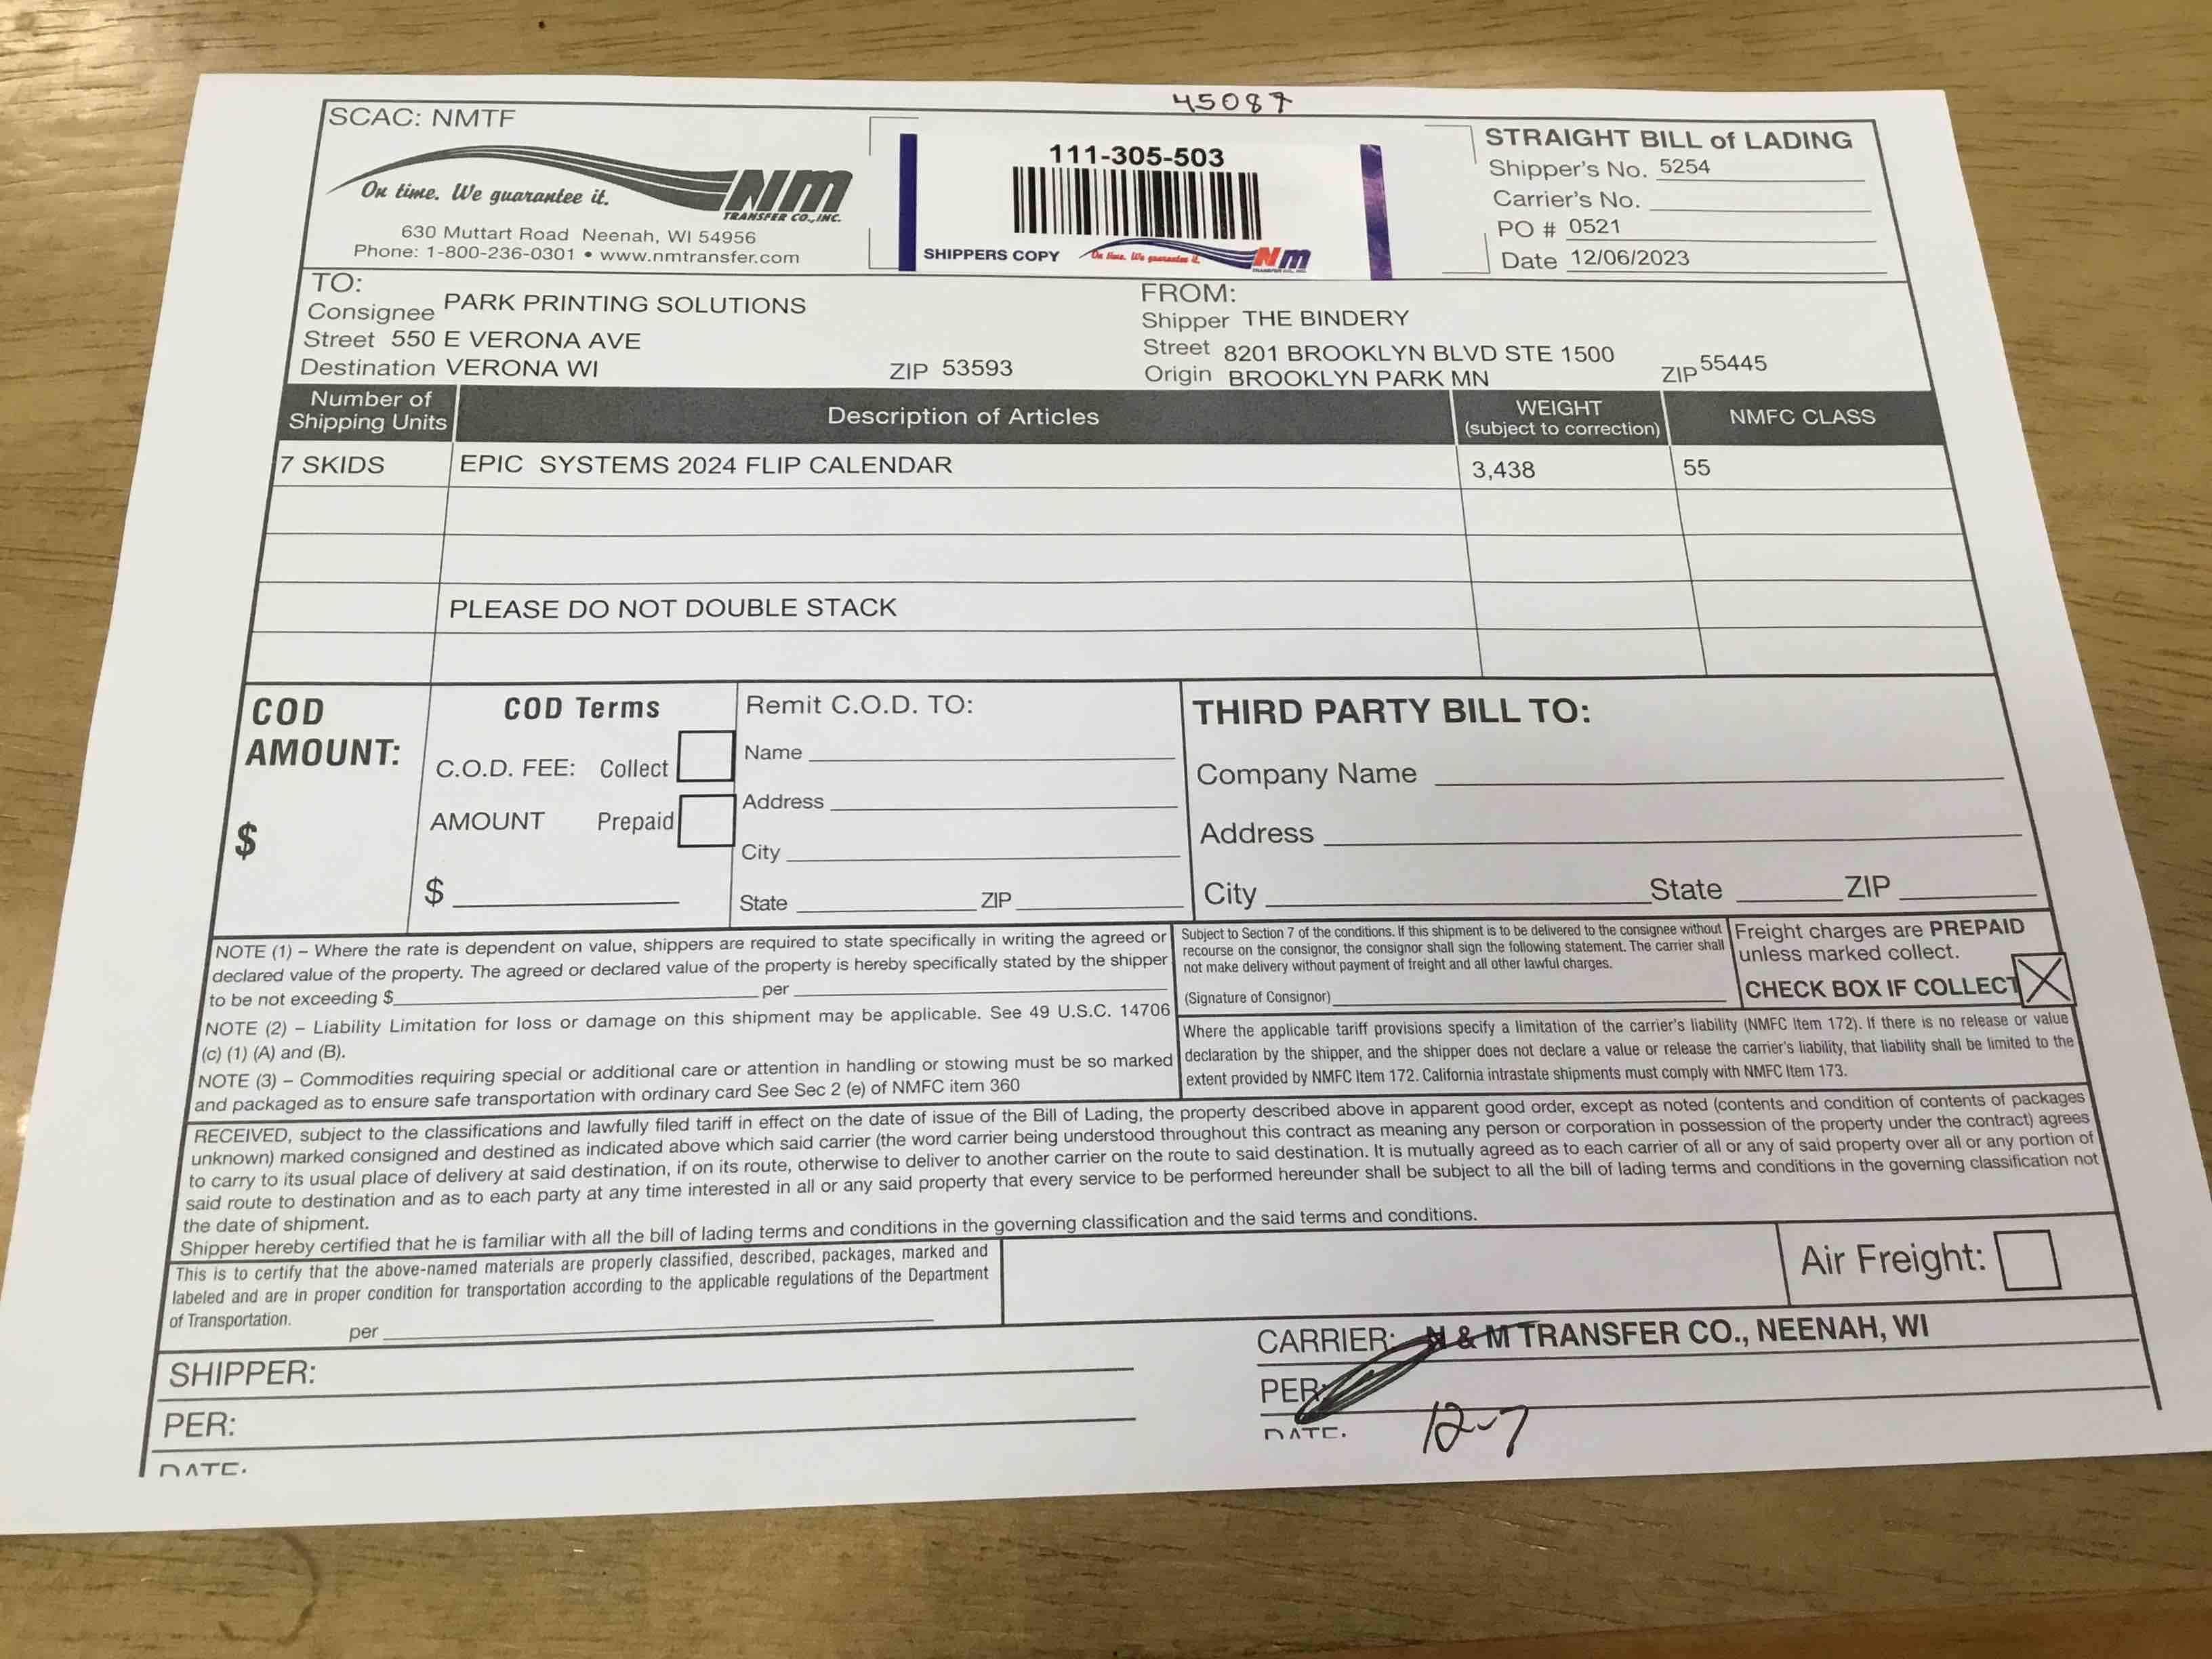 45087
SCAC: NMTF
On time. We guarantee it.
NM
TRANSFER CO., INC.
630 Muttart Road Neenah, WI 54956
Phone: 1-800-236-0301 • www.nmtransfer.com
111-305-503
SHIPPERS COPY On time. We guarantee it. Nm
STRAIGHT BILL of LADING
Shipper's No. 5254
Carrier's No.
PO # 0521
Date 12/06/2023
TO:
Consignee PARK PRINTING SOLUTIONS
Street 550 E VERONA AVE
Destination VERONA WI ZIP 53593
FROM:
Shipper THE BINDERY
Street 8201 BROOKLYN BLVD STE 1500
Origin BROOKLYN PARK MN ZIP 55445
Number of Shipping Units Description of Articles WEIGHT (subject to correction) NMFC CLASS
7 SKIDS EPIC SYSTEMS 2024 FLIP CALENDAR 3,438 55
PLEASE DO NOT DOUBLE STACK
COD AMOUNT:
$
COD Terms
C.O.D. FEE: Collect
AMOUNT Prepaid
$
Remit C.O.D. TO:
Name
Address
City
State ZIP
THIRD PARTY BILL TO:
Company Name
Address
City State ZIP
NOTE (1) – Where the rate is dependent on value, shippers are required to state specifically in writing the agreed or
declared value of the property. The agreed or declared value of the property is hereby specifically stated by the shipper
to be not exceeding $ per
NOTE (2) – Liability Limitation for loss or damage on this shipment may be applicable. See 49 U.S.C. 14706
(c) (1) (A) and (B).
NOTE (3) – Commodities requiring special or additional care or attention in handling or stowing must be so marked
and packaged as to ensure safe transportation with ordinary card See Sec 2 (e) of NMFC item 360
Subject to Section 7 of the conditions. If this shipment is to be delivered to the consignee without
recourse on the consignor, the consignor shall sign the following statement. The carrier shall
not make delivery without payment of freight and all other lawful charges.
(Signature of Consignor)
Freight charges are PREPAID
unless marked collect.
CHECK BOX IF COLLECT
Where the applicable tariff provisions specify a limitation of the carrier's liability (NMFC Item 172). If there is no release or value
declaration by the shipper, and the shipper does not declare a value or release the carrier's liability, that liability shall be limited to the
extent provided by NMFC Item 172. California intrastate shipments must comply with NMFC Item 173.
RECEIVED, subject to the classifications and lawfully filed tariff in effect on the date of issue of the Bill of Lading, the property described above in apparent good order, except as noted (contents and condition of contents of packages
unknown) marked consigned and destined as indicated above which said carrier (the word carrier being understood throughout this contract as meaning any person or corporation in possession of the property under the contract) agrees
to carry to its usual place of delivery at said destination, if on its route, otherwise to deliver to another carrier on the route to said destination. It is mutually agreed as to each carrier of all or any of said property over all or any portion of
said route to destination and as to each party at any time interested in all or any said property that every service to be performed hereunder shall be subject to all the bill of lading terms and conditions in the governing classification not
the date of shipment.
Shipper hereby certified that he is familiar with all the bill of lading terms and conditions in the governing classification and the said terms and conditions.
This is to certify that the above-named materials are properly classified, described, packages, marked and
labeled and are in proper condition for transportation according to the applicable regulations of the Department
of Transportation.
per
Air Freight:
SHIPPER:
PER:
DATE:
CARRIER: N & M TRANSFER CO., NEENAH, WI
PER:
DATE: 12-7